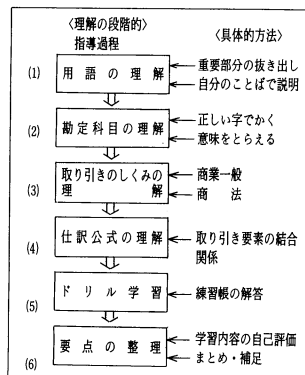 〈理解の段階的〉
指導過程
〈具体的方法〉
(1) 用語の理解
重要部分の抜き出し
自分のことばで説明
(2) 勘定科目の理解
正しい字でかく
意味をとらえる
(3) 取り引きのしくみの
理解
商業一般
商法
(4) 仕訳公式の理解
取り引き要素の結合
関係
(5) ドリル学習
練習帳の解答
(6) 要点の整理
学習内容の自己評価
まとめ・補足